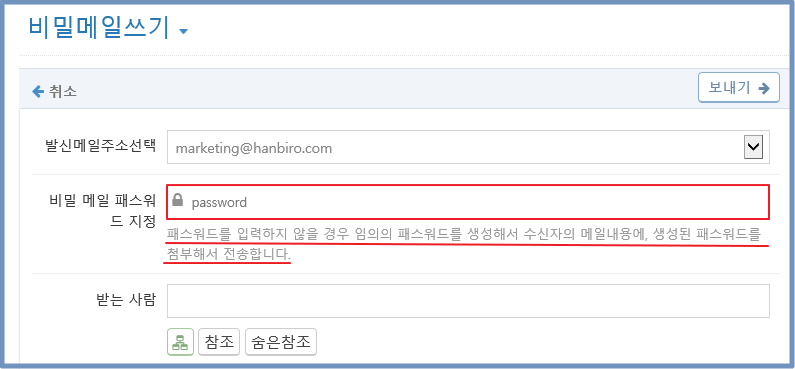 비밀메일쓰기
취소
보내기
발신메일주소선택
marketing@hanbiro.com
비밀 메일 패스워
드 지정
password
패스워드를 입력하지 않을 경우 임의의 패스워드를 생성해서 수신자의 메일내용에, 생성된 패스워드를
첨부해서 전송합니다.
받는 사람
참조
숨은참조